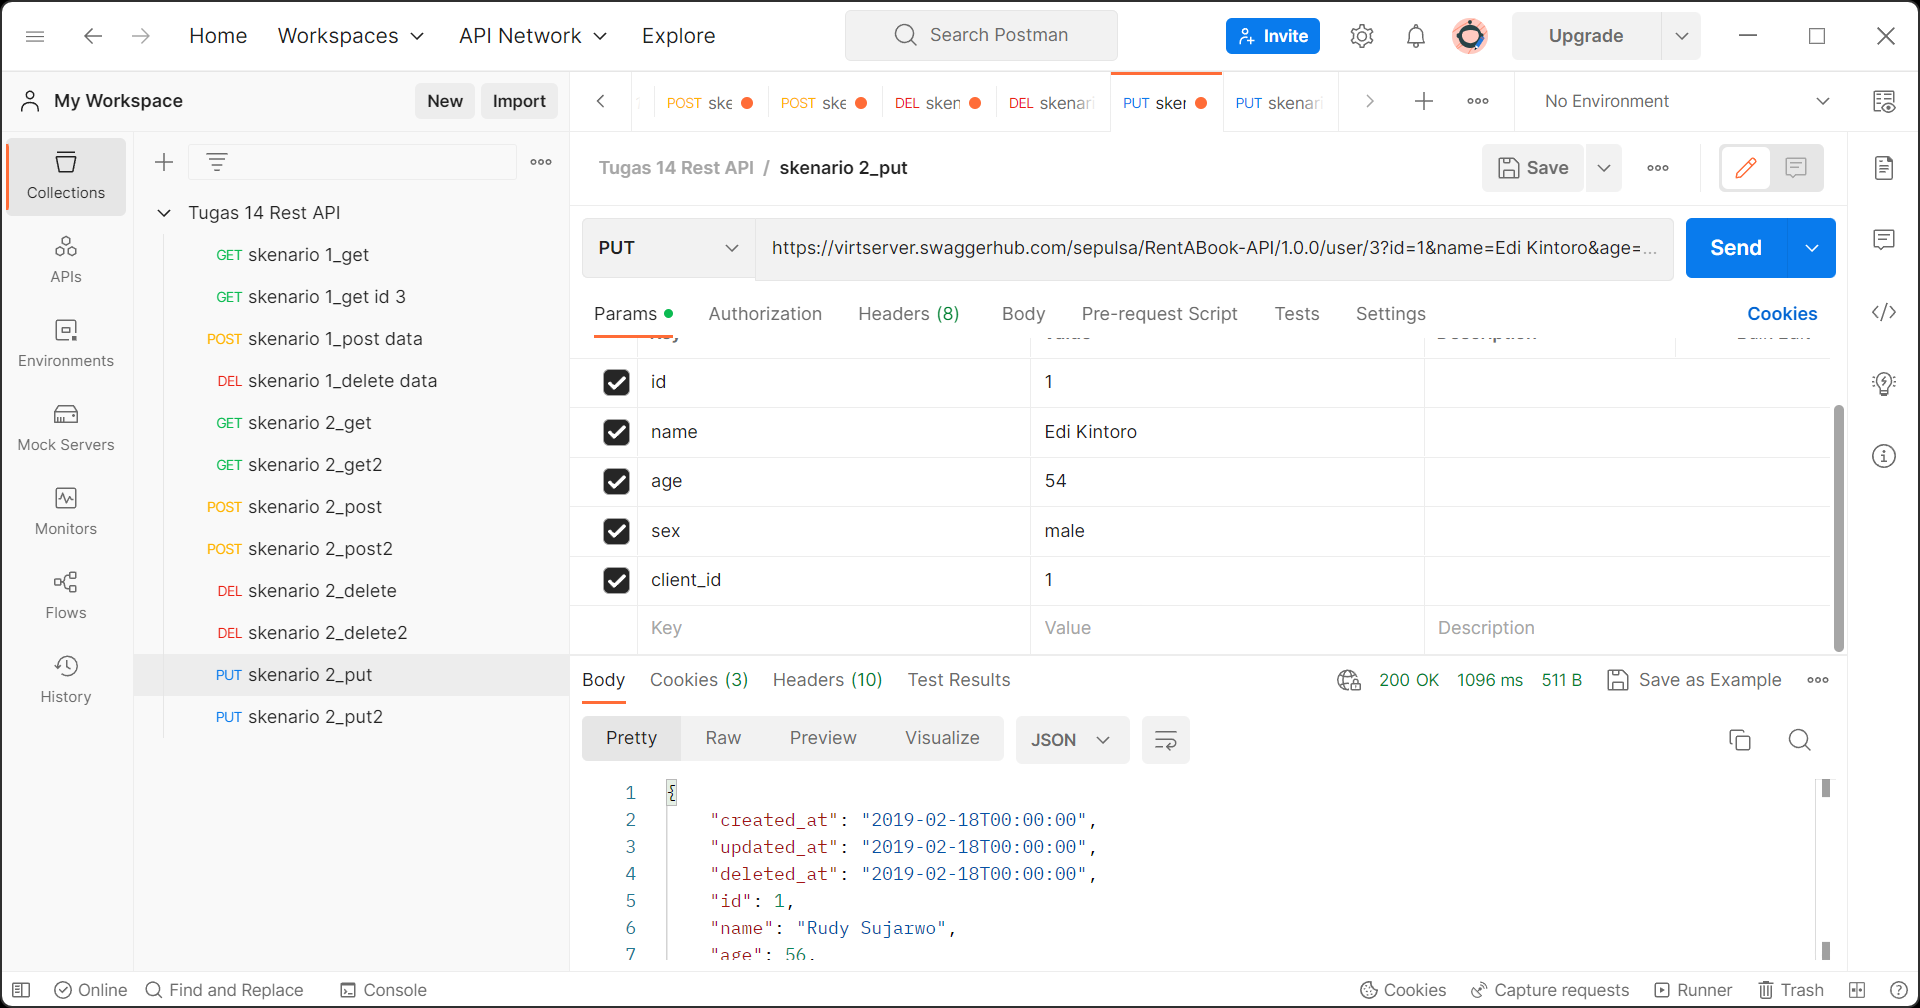 Home Workspaces API Network Explore Search Postman Invite Upgrade
My Workspace New Import
POST ske POST ske DEL sken DEL skenari PUT sker PUT skenari No Environment
Collections
APIs
Environments
Mock Servers
Monitors
Flows
History
Tugas 14 Rest API
GET skenario 1_get
GET skenario 1_get id 3
POST skenario 1_post data
DEL skenario 1_delete data
GET skenario 2_get
GET skenario 2_get2
POST skenario 2_post
POST skenario 2_post2
DEL skenario 2_delete
DEL skenario 2_delete2
PUT skenario 2_put
PUT skenario 2_put2
Tugas 14 Rest API / skenario 2_put Save
PUT https://virtserver.swaggerhub.com/sepulsa/RentABook-API/1.0.0/user/3?id=1&name=Edi Kintoro&age=... Send
Params Authorization Headers (8) Body Pre-request Script Tests Settings Cookies
id 1
name Edi Kintoro
age 54
sex male
client_id 1
Key Value Description
Body Cookies (3) Headers (10) Test Results 200 OK 1096 ms 511 B Save as Example
Pretty Raw Preview Visualize JSON
1 {
2 "created_at": "2019-02-18T00:00:00",
3 "updated_at": "2019-02-18T00:00:00",
4 "deleted_at": "2019-02-18T00:00:00",
5 "id": 1,
6 "name": "Rudy Sujarwo",
7 "age": 56,
Online Find and Replace Console Cookies Capture requests Runner Trash